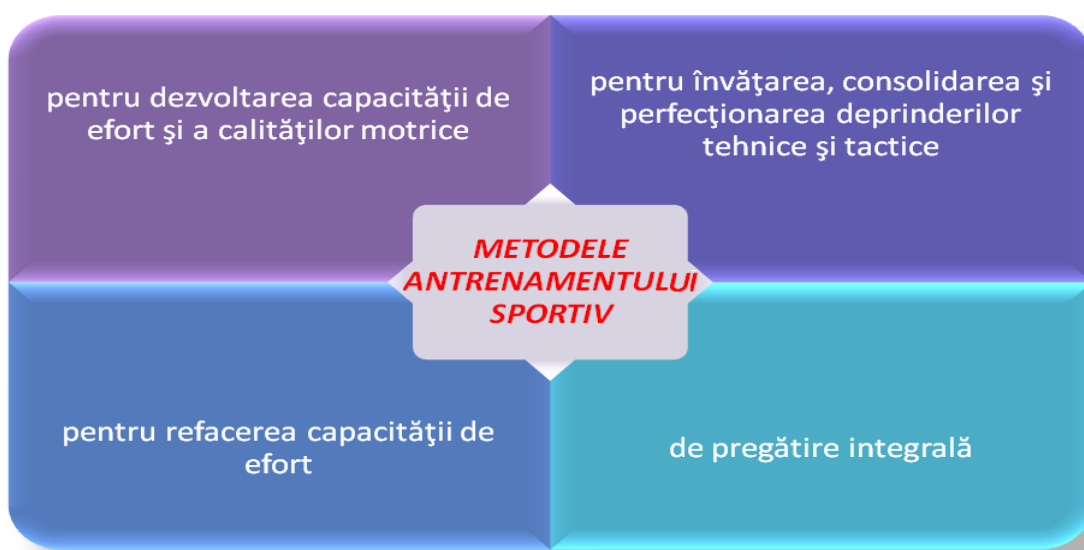 pentru dezvoltarea capacităţii de
efort şi a calităţilor motrice
pentru învăţarea, consolidarea şi
perfecţionarea deprinderilor
tehnice şi tactice
METODELE
ANTRENAMENTULUI
SPORTIV
pentru refacerea capacităţii de
efort
de pregătire integrală